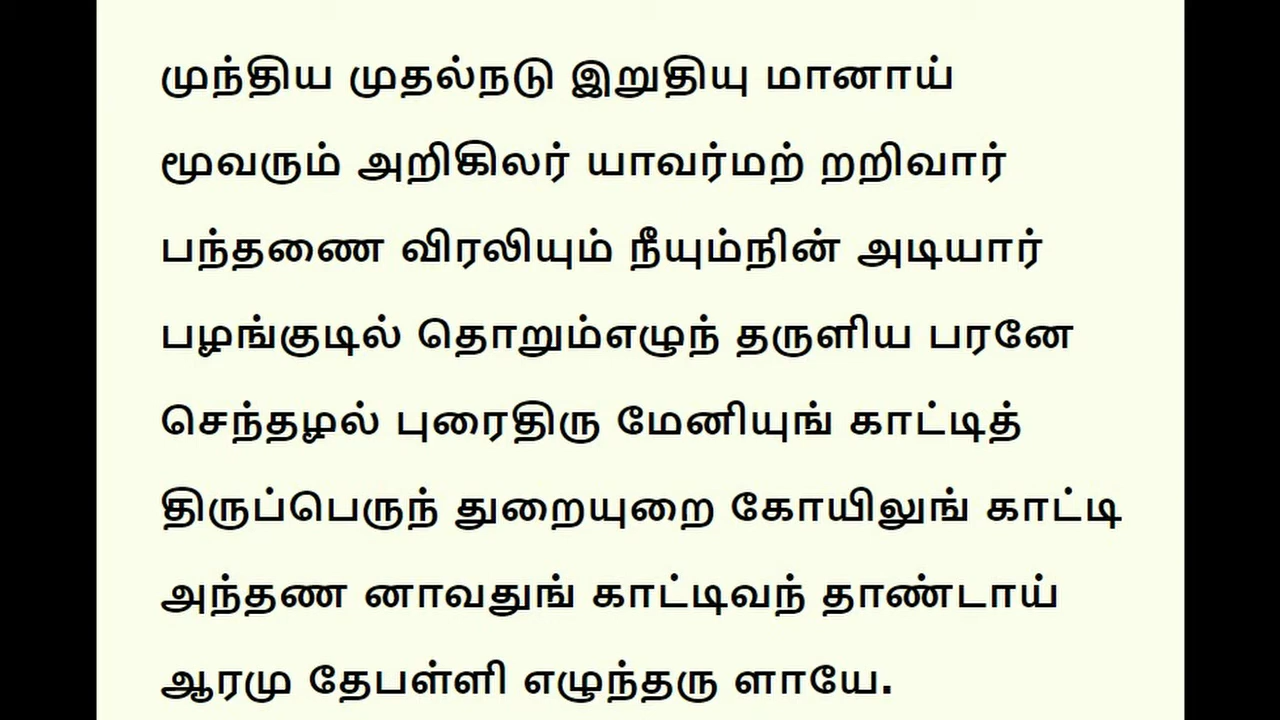 முந்திய முதல்நடு இறுதியு மானாய்
மூவரும் அறிகிலர் யாவர்மற் றறிவார்
பந்தணை விரலியும் நீயும்நின் அடியார்
பழங்குடில் தொறும்எழுந் தருளிய பரனே
செந்தழல் புரைதிரு மேனியுங் காட்டித்
திருப்பெருந் துறையுறை கோயிலுங் காட்டி
அந்தண னாவதுங் காட்டிவந் தாண்டாய்
ஆரமு தேபள்ளி எழுந்தரு ளாயே.